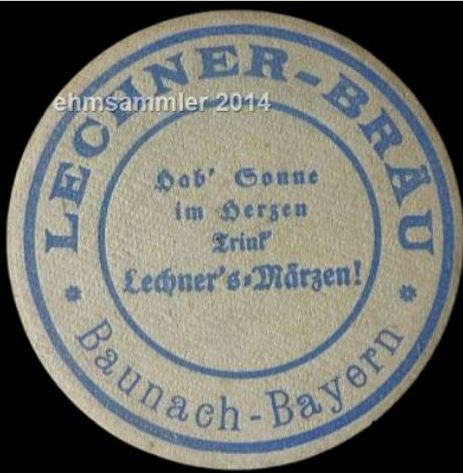 LECHNER-BRÄU
ehmsammler 2014
Hab' Sonne
im Herzen
Trink
Lechner's-Märzen!
* *
Baunach-Bayern